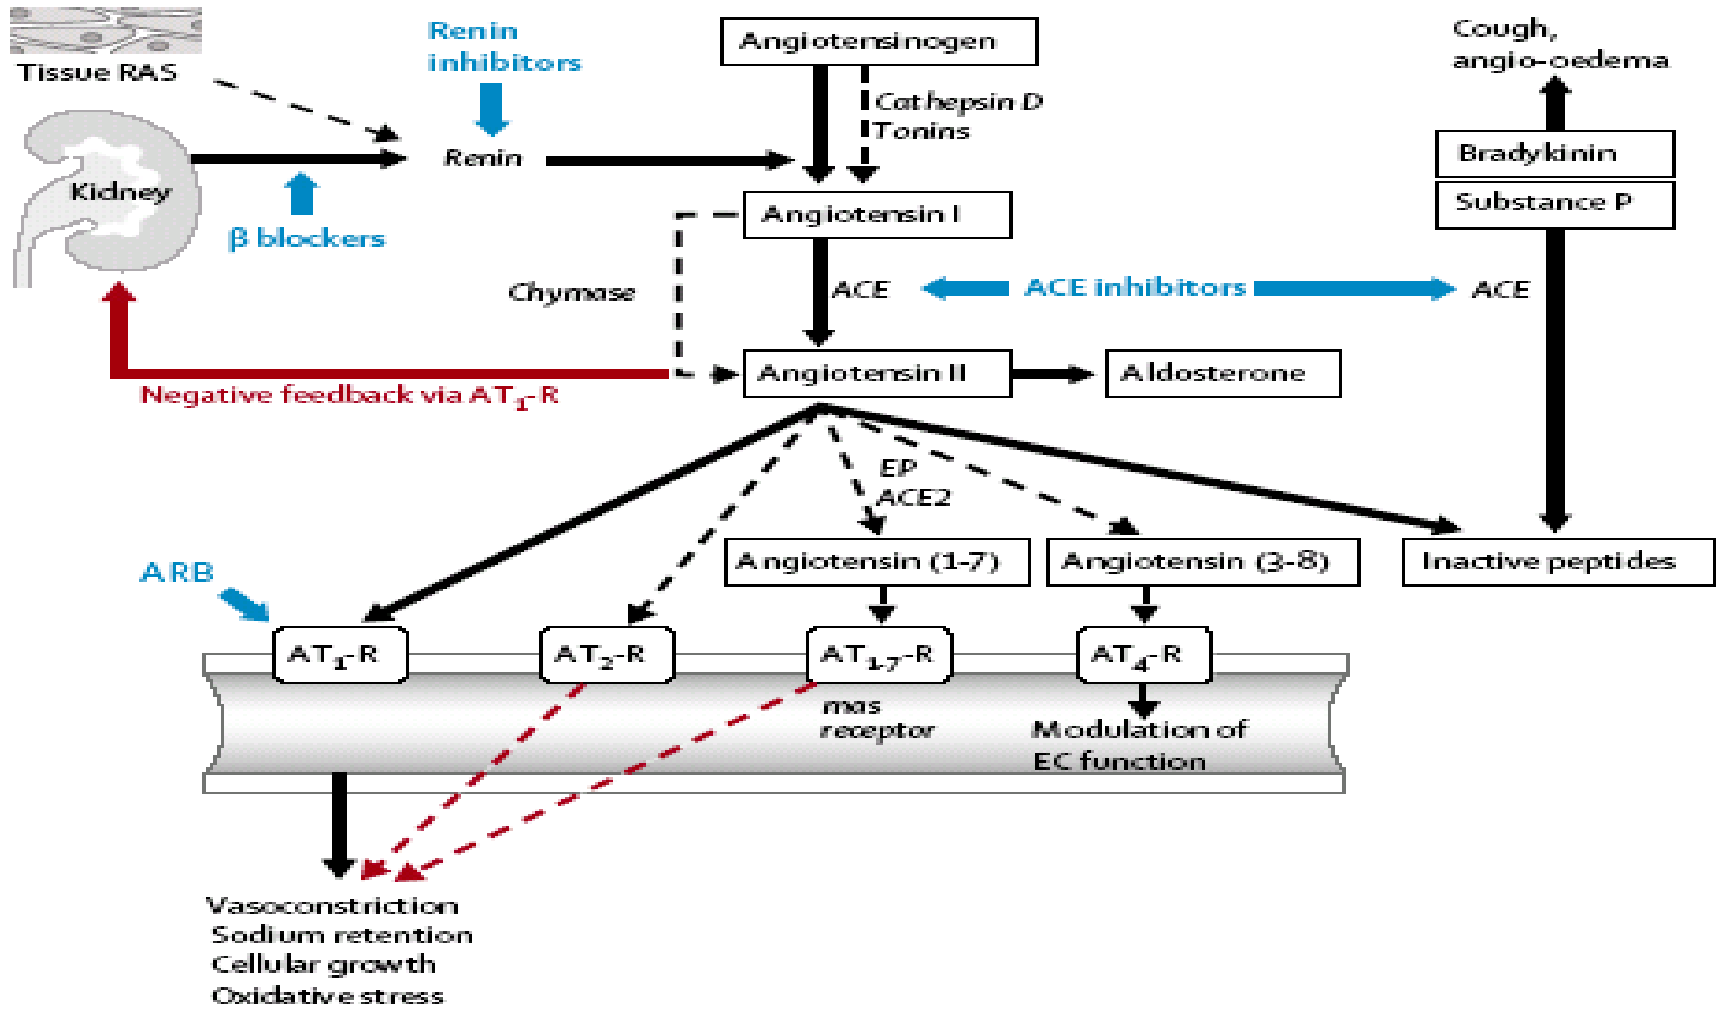 Tissue RAS
Kidney
Renin
inhibitors
Renin
β blockers
Angiotensinogen
Cathepsin D
Tonins
Angiotensin I
Chymase
ACE
ACE inhibitors
ACE
Cough,
angio-oedema
Bradykinin
Substance P
Angiotensin II
Aldosterone
Negative feedback via AT1-R
EP
ACE2
Angiotensin (1-7)
Angiotensin (3-8)
Inactive peptides
ARB
AT1-R
AT2-R
AT1-7-R
AT4-R
mas
receptor
Modulation of
EC function
Vasoconstriction
Sodium retention
Cellular growth
Oxidative stress